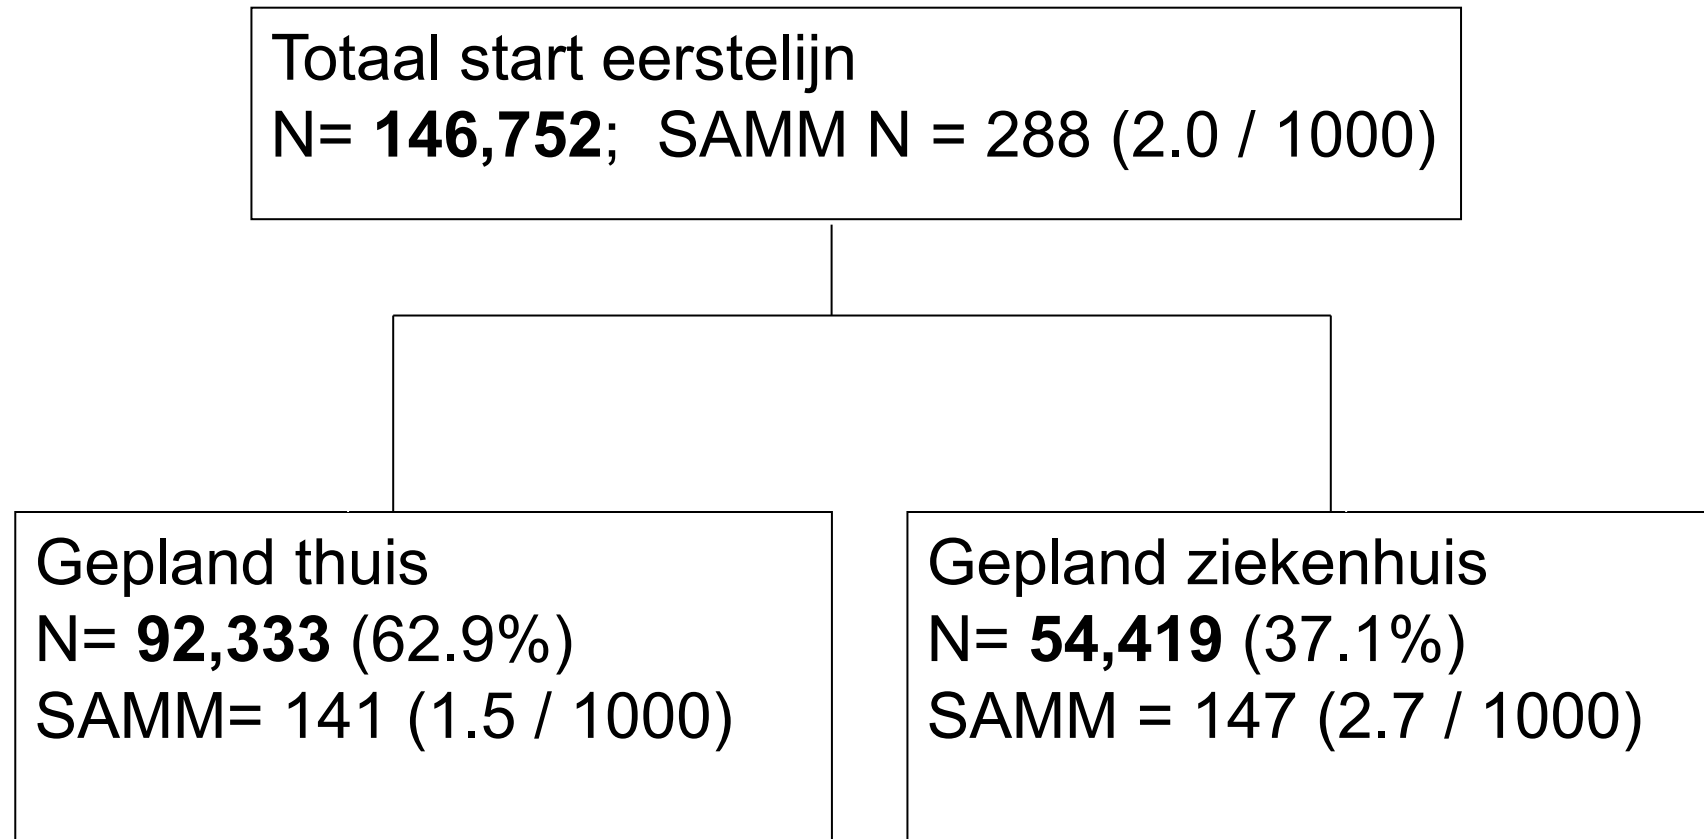 Totaal start eerstelijn
N= 146,752;  SAMM N = 288 (2.0 / 1000)
Gepland thuis
N= 92,333 (62.9%)
SAMM= 141 (1.5 / 1000)
Gepland ziekenhuis
N= 54,419 (37.1%)
SAMM = 147 (2.7 / 1000)